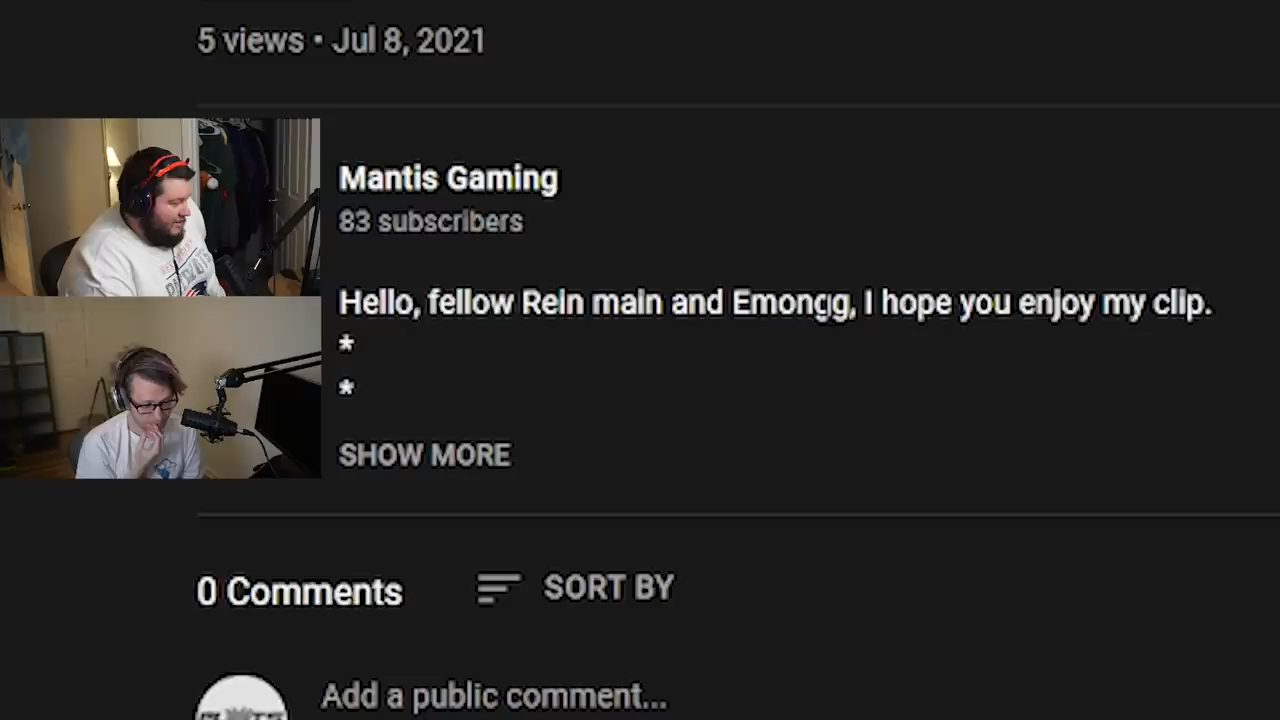 5 views • Jul 8, 2021
Mantis Gaming
83 subscribers
Hello, fellow Rein main and Emongg, I hope you enjoy my clip.
*
*
SHOW MORE
0 Comments
SORT BY
Add a public comment...